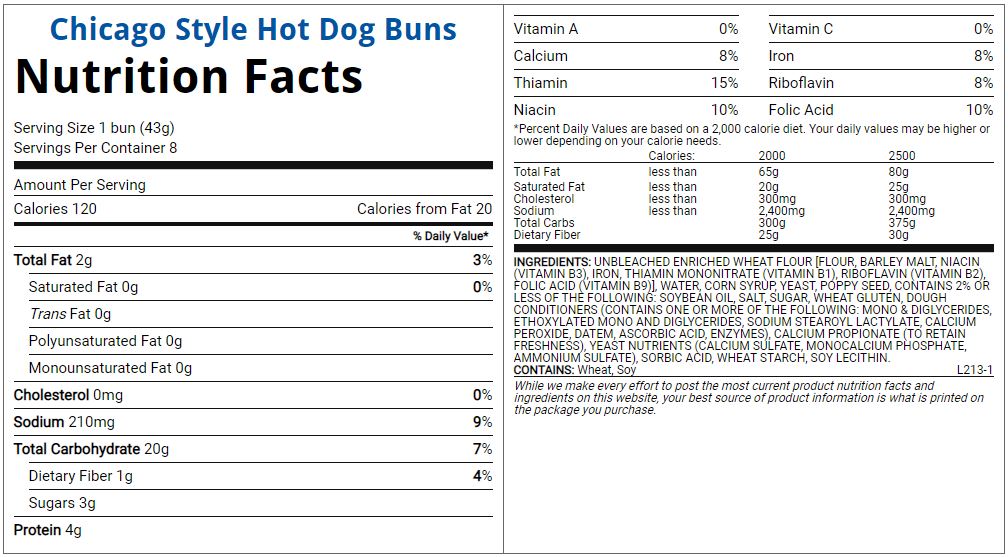 Chicago Style Hot Dog Buns
Nutrition Facts
Serving Size 1 bun (43g)
Servings Per Container 8
Amount Per Serving
Calories 120 Calories from Fat 20
% Daily Value*
Total Fat 2g 3%
Saturated Fat 0g 0%
Trans Fat 0g
Polyunsaturated Fat 0g
Monounsaturated Fat 0g
Cholesterol 0mg 0%
Sodium 210mg 9%
Total Carbohydrate 20g 7%
Dietary Fiber 1g 4%
Sugars 3g
Protein 4g
Vitamin A 0% Vitamin C 0%
Calcium 8% Iron 8%
Thiamin 15% Riboflavin 8%
Niacin 10% Folic Acid 10%
*Percent Daily Values are based on a 2,000 calorie diet. Your daily values may be higher or
lower depending on your calorie needs.
Calories: 2000 2500
Total Fat less than 65g 80g
Saturated Fat less than 20g 25g
Cholesterol less than 300mg 300mg
Sodium less than 2,400mg 2,400mg
Total Carbs 300g 375g
Dietary Fiber 25g 30g
INGREDIENTS: UNBLEACHED ENRICHED WHEAT FLOUR [FLOUR, BARLEY MALT, NIACIN
(VITAMIN B3), IRON, THIAMIN MONONITRATE (VITAMIN B1), RIBOFLAVIN (VITAMIN B2),
FOLIC ACID (VITAMIN B9)], WATER, CORN SYRUP, YEAST, POPPY SEED, CONTAINS 2% OR
LESS OF THE FOLLOWING: SOYBEAN OIL, SALT, SUGAR, WHEAT GLUTEN, DOUGH
CONDITIONERS (CONTAINS ONE OR MORE OF THE FOLLOWING: MONO & DIGLYCERIDES,
ETHOXYLATED MONO AND DIGLYCERIDES, SODIUM STEAROYL LACTYLATE, CALCIUM
PEROXIDE, DATEM, ASCORBIC ACID, ENZYMES), CALCIUM PROPIONATE (TO RETAIN
FRESHNESS), YEAST NUTRIENTS (CALCIUM SULFATE, MONOCALCIUM PHOSPHATE,
AMMONIUM SULFATE), SORBIC ACID, WHEAT STARCH, SOY LECITHIN.
CONTAINS: Wheat, Soy L213-1
While we make every effort to post the most current product nutrition facts and
ingredients on this website, your best source of product information is what is printed on
the package you purchase.